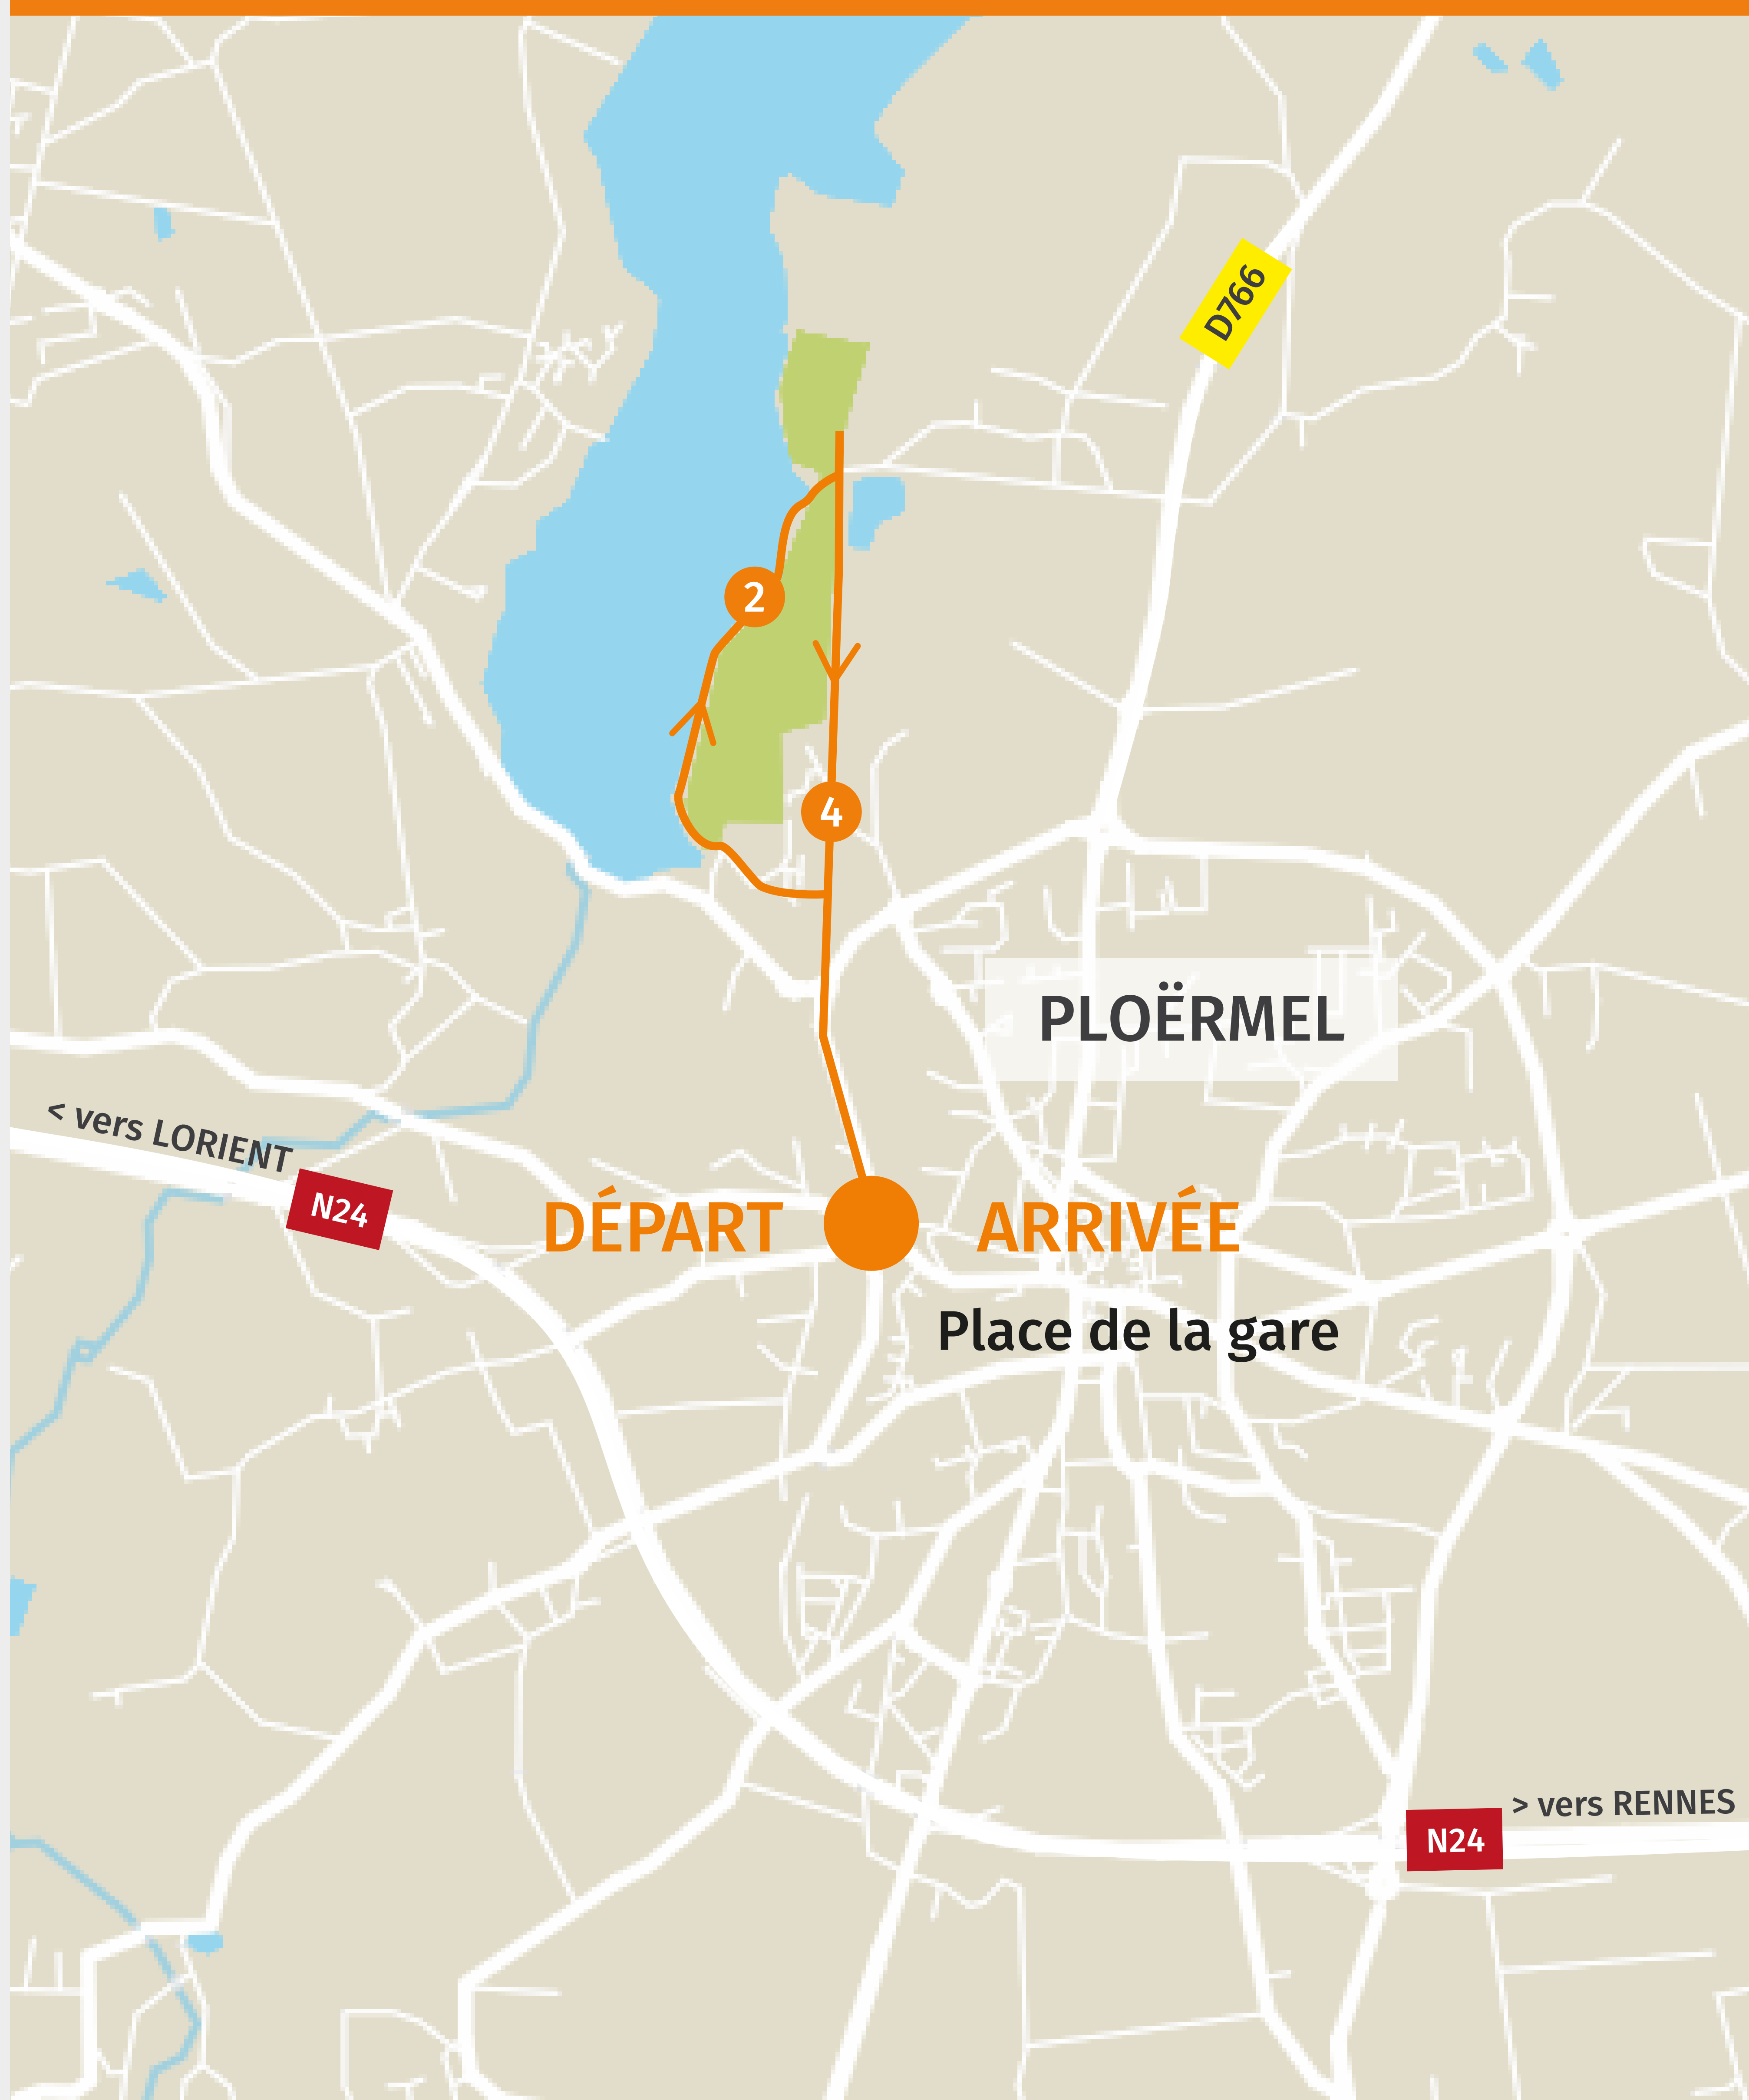 D766
2
4
PLOËRMEL
< vers LORIENT
N24
DÉPART
ARRIVÉE
Place de la gare
> vers RENNES
N24